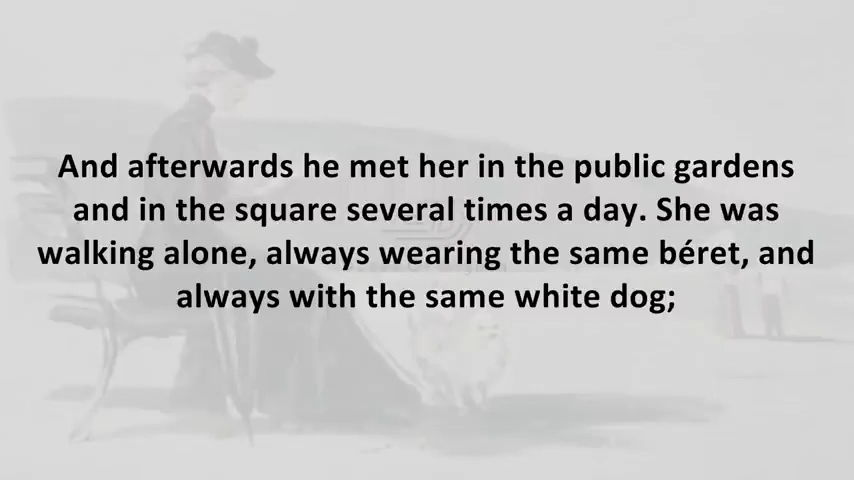 And afterwards he met her in the public gardens
and in the square several times a day. She was
walking alone, always wearing the same béret, and
always with the same white dog;